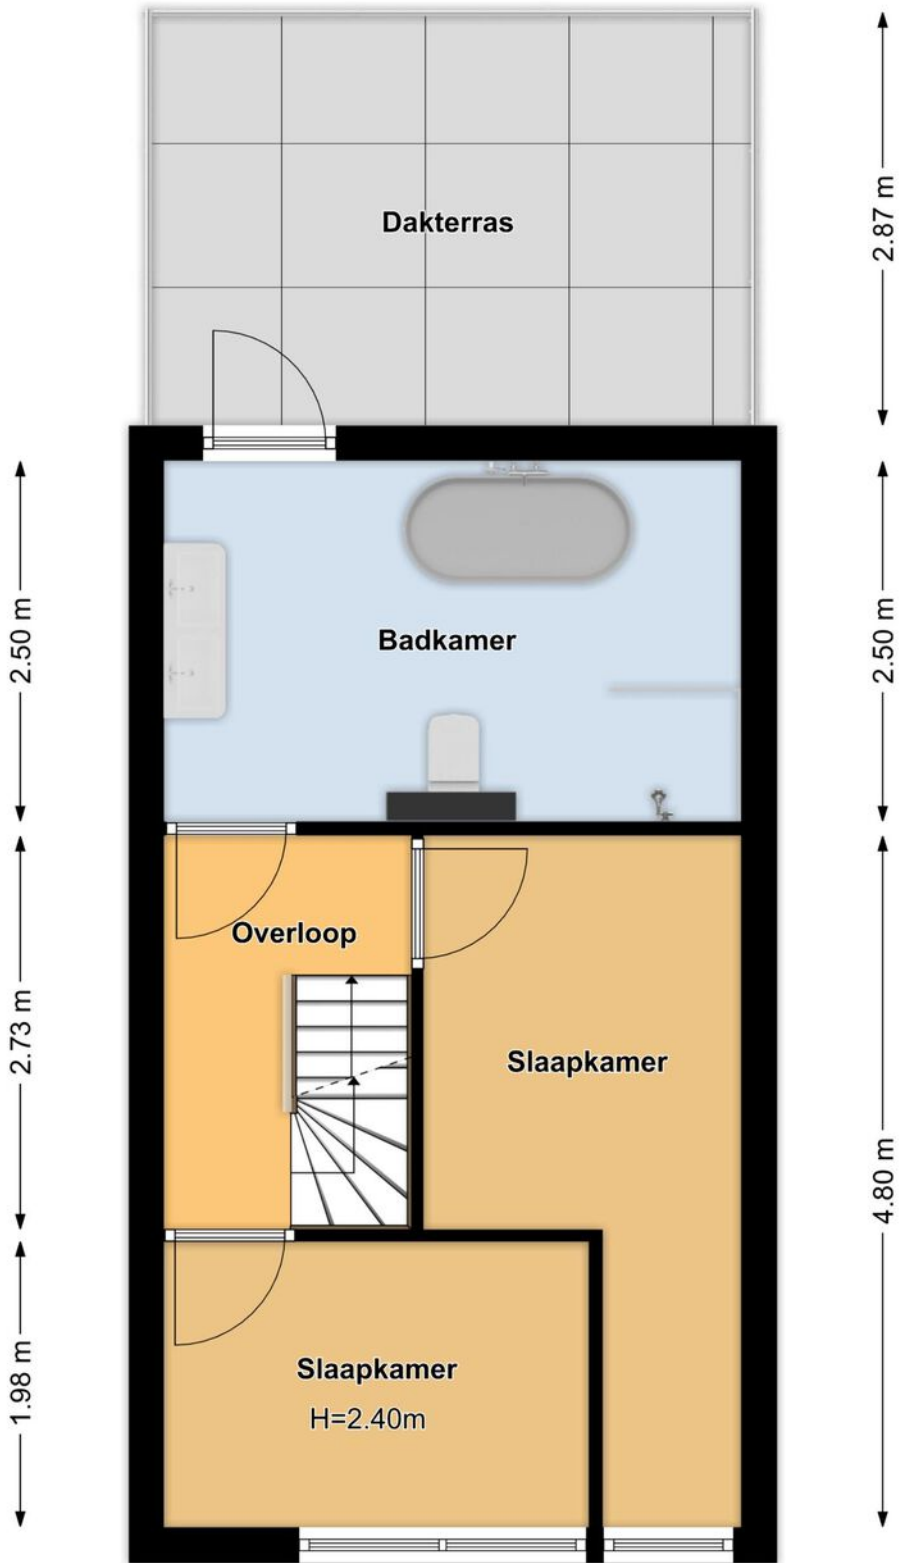 Dakterras
2.87 m
2.50 m
Badkamer
2.50 m
Overloop
2.73 m
Slaapkamer
4.80 m
Slaapkamer
H=2.40m
1.98 m